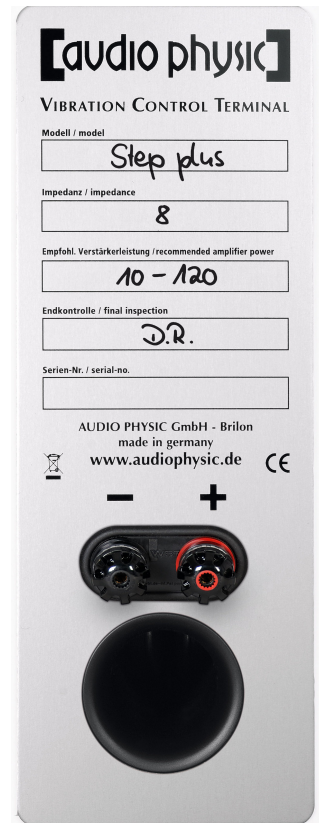 [audio physic]
VIBRATION CONTROL TERMINAL
Modell / model
Step plus
Impedanz / impedance
8
Empfohl. Verstärkerleistung / recommended amplifier power
10 - 120
Endkontrolle / final inspection
D.R.
Serien-Nr. / serial-no.
AUDIO PHYSIC GmbH - Brilon
made in germany
www.audiophysic.de CE
− +